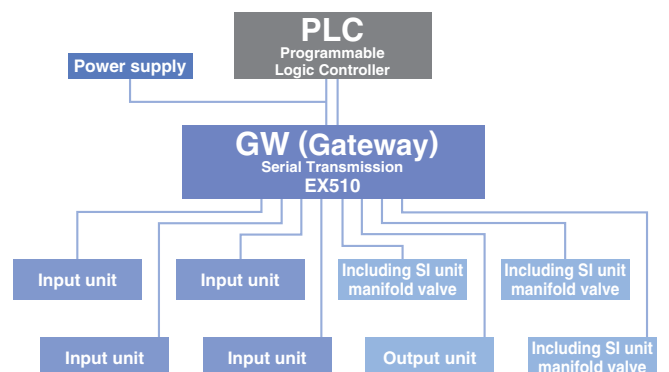 PLC
Programmable
Logic Controller
Power supply
GW (Gateway)
Serial Transmission
EX510
Input unit
Input unit
Including SI unit
manifold valve
Including SI unit
manifold valve
Input unit
Input unit
Output unit
Including SI unit
manifold valve